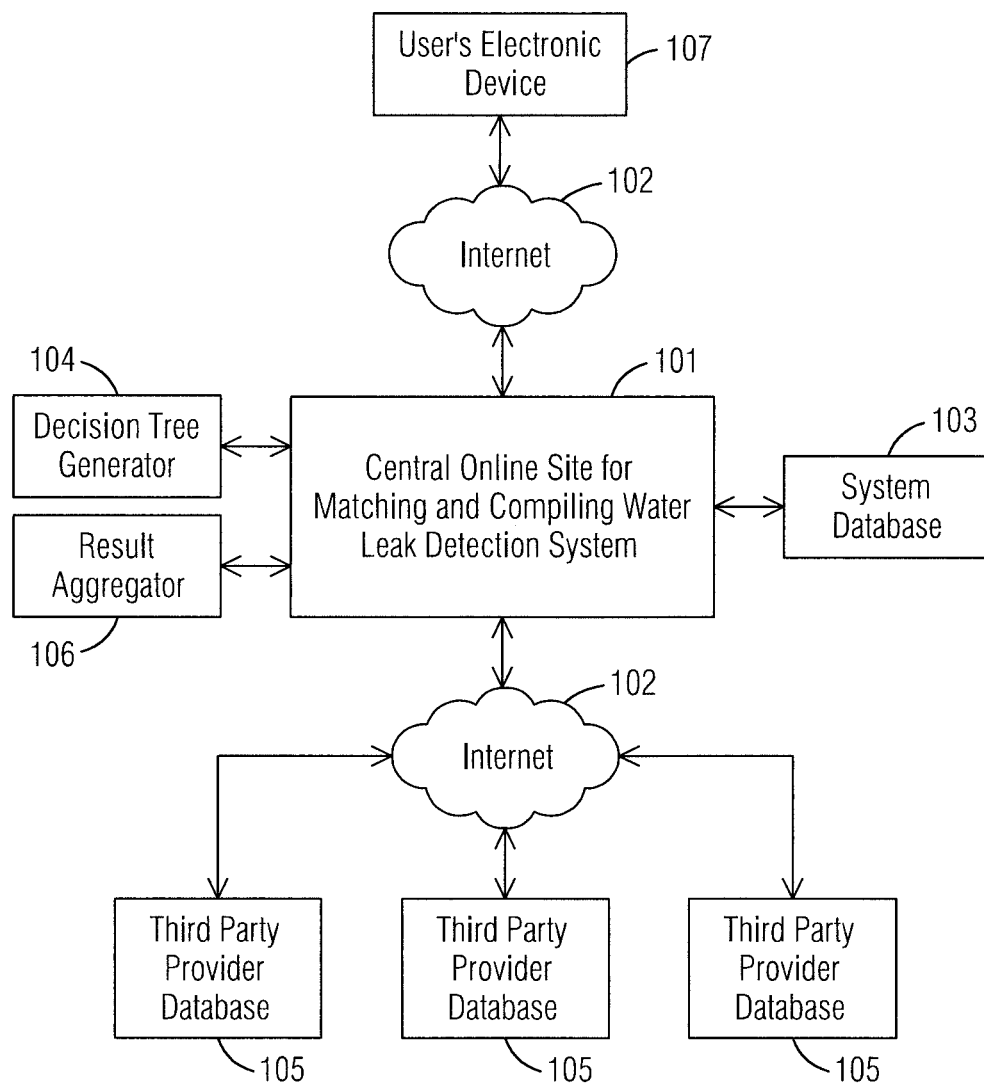 User's Electronic
Device
107
102
Internet
104
101
103
Decision Tree
Generator
Central Online Site for
Matching and Compiling Water
Leak Detection System
System
Database
Result
Aggregator
106
102
Internet
Third Party
Provider
Database
Third Party
Provider
Database
Third Party
Provider
Database
105
105
105